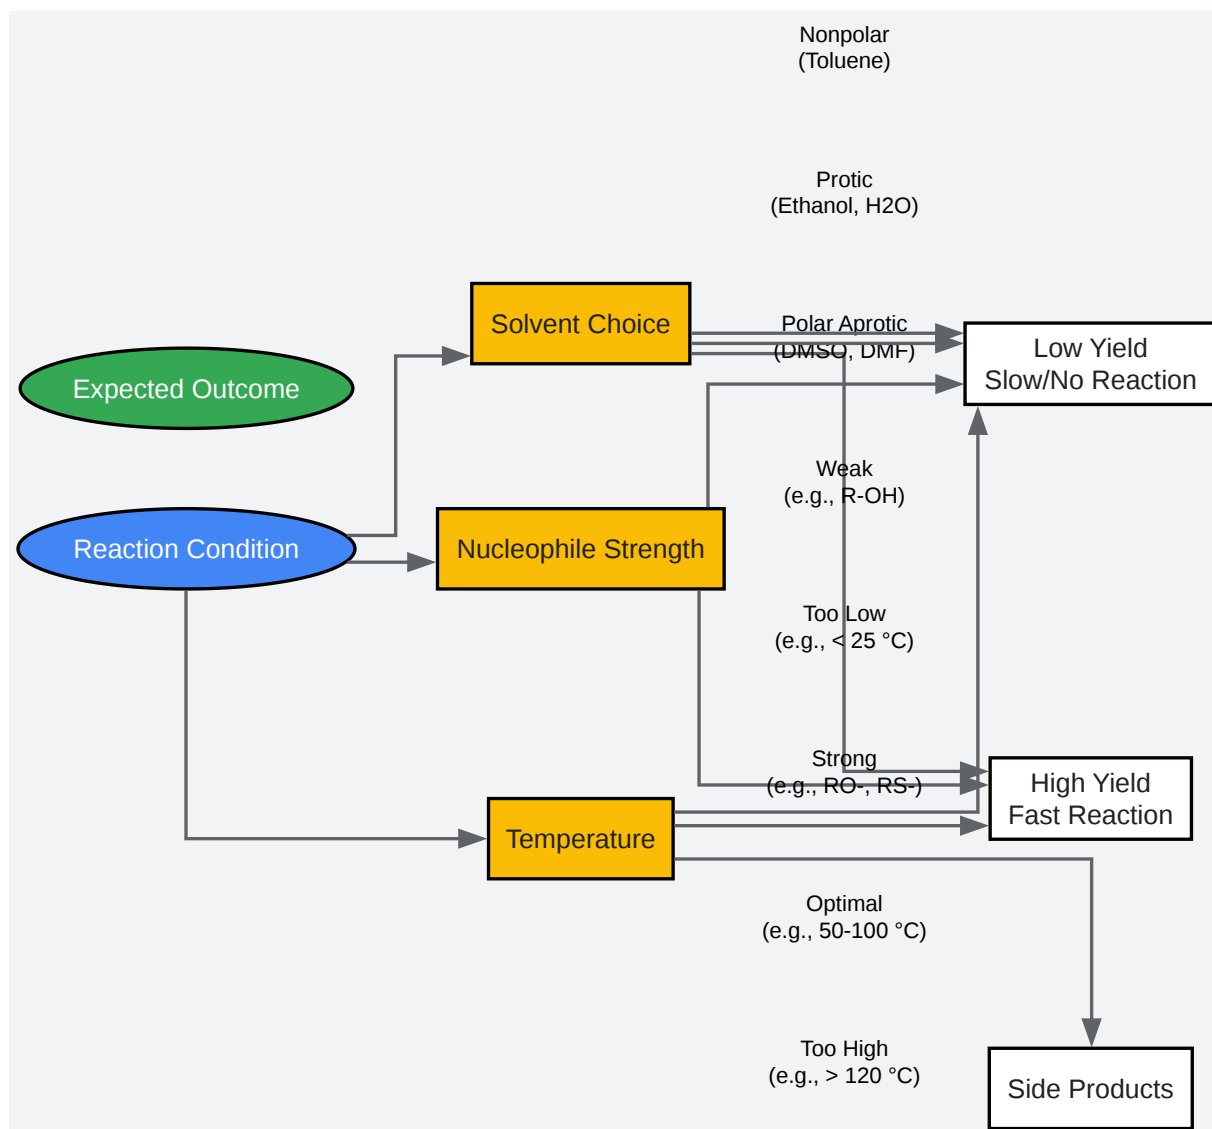 Nonpolar
(Toluene)
Protic
(Ethanol, H2O)
Solvent Choice
Polar Aprotic
(DMSO, DMF)
Low Yield
Slow/No Reaction
Expected Outcome
Weak
(e.g., R-OH)
Reaction Condition
Nucleophile Strength
Too Low
(e.g., < 25 °C)
Strong
(e.g., RO-, RS-)
High Yield
Fast Reaction
Temperature
Optimal
(e.g., 50-100 °C)
Too High
(e.g., > 120 °C)
Side Products